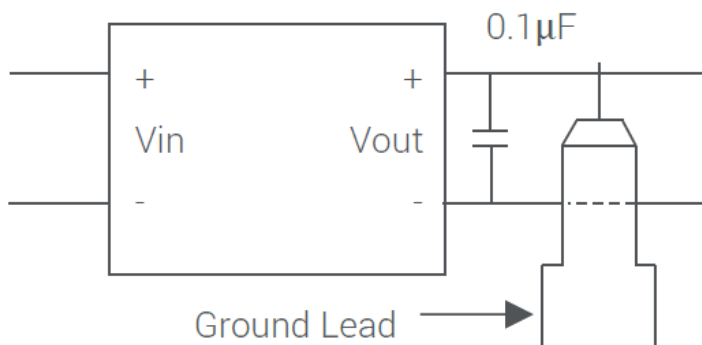 0.1μF
+ +
Vin Vout
- -
Ground Lead